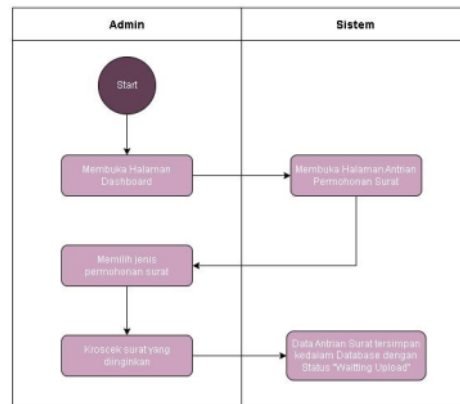 Admin
Sistem
Start
Membuka Halaman
Dashboard
Membuka Halaman Antrian
Permohonan Surat
Memilih jenis
permohonan surat
Kroscek surat yang
diinginkan
Data Antrian Surat tersimpan
kedalam Database dengan
Status "Waitting Upload"